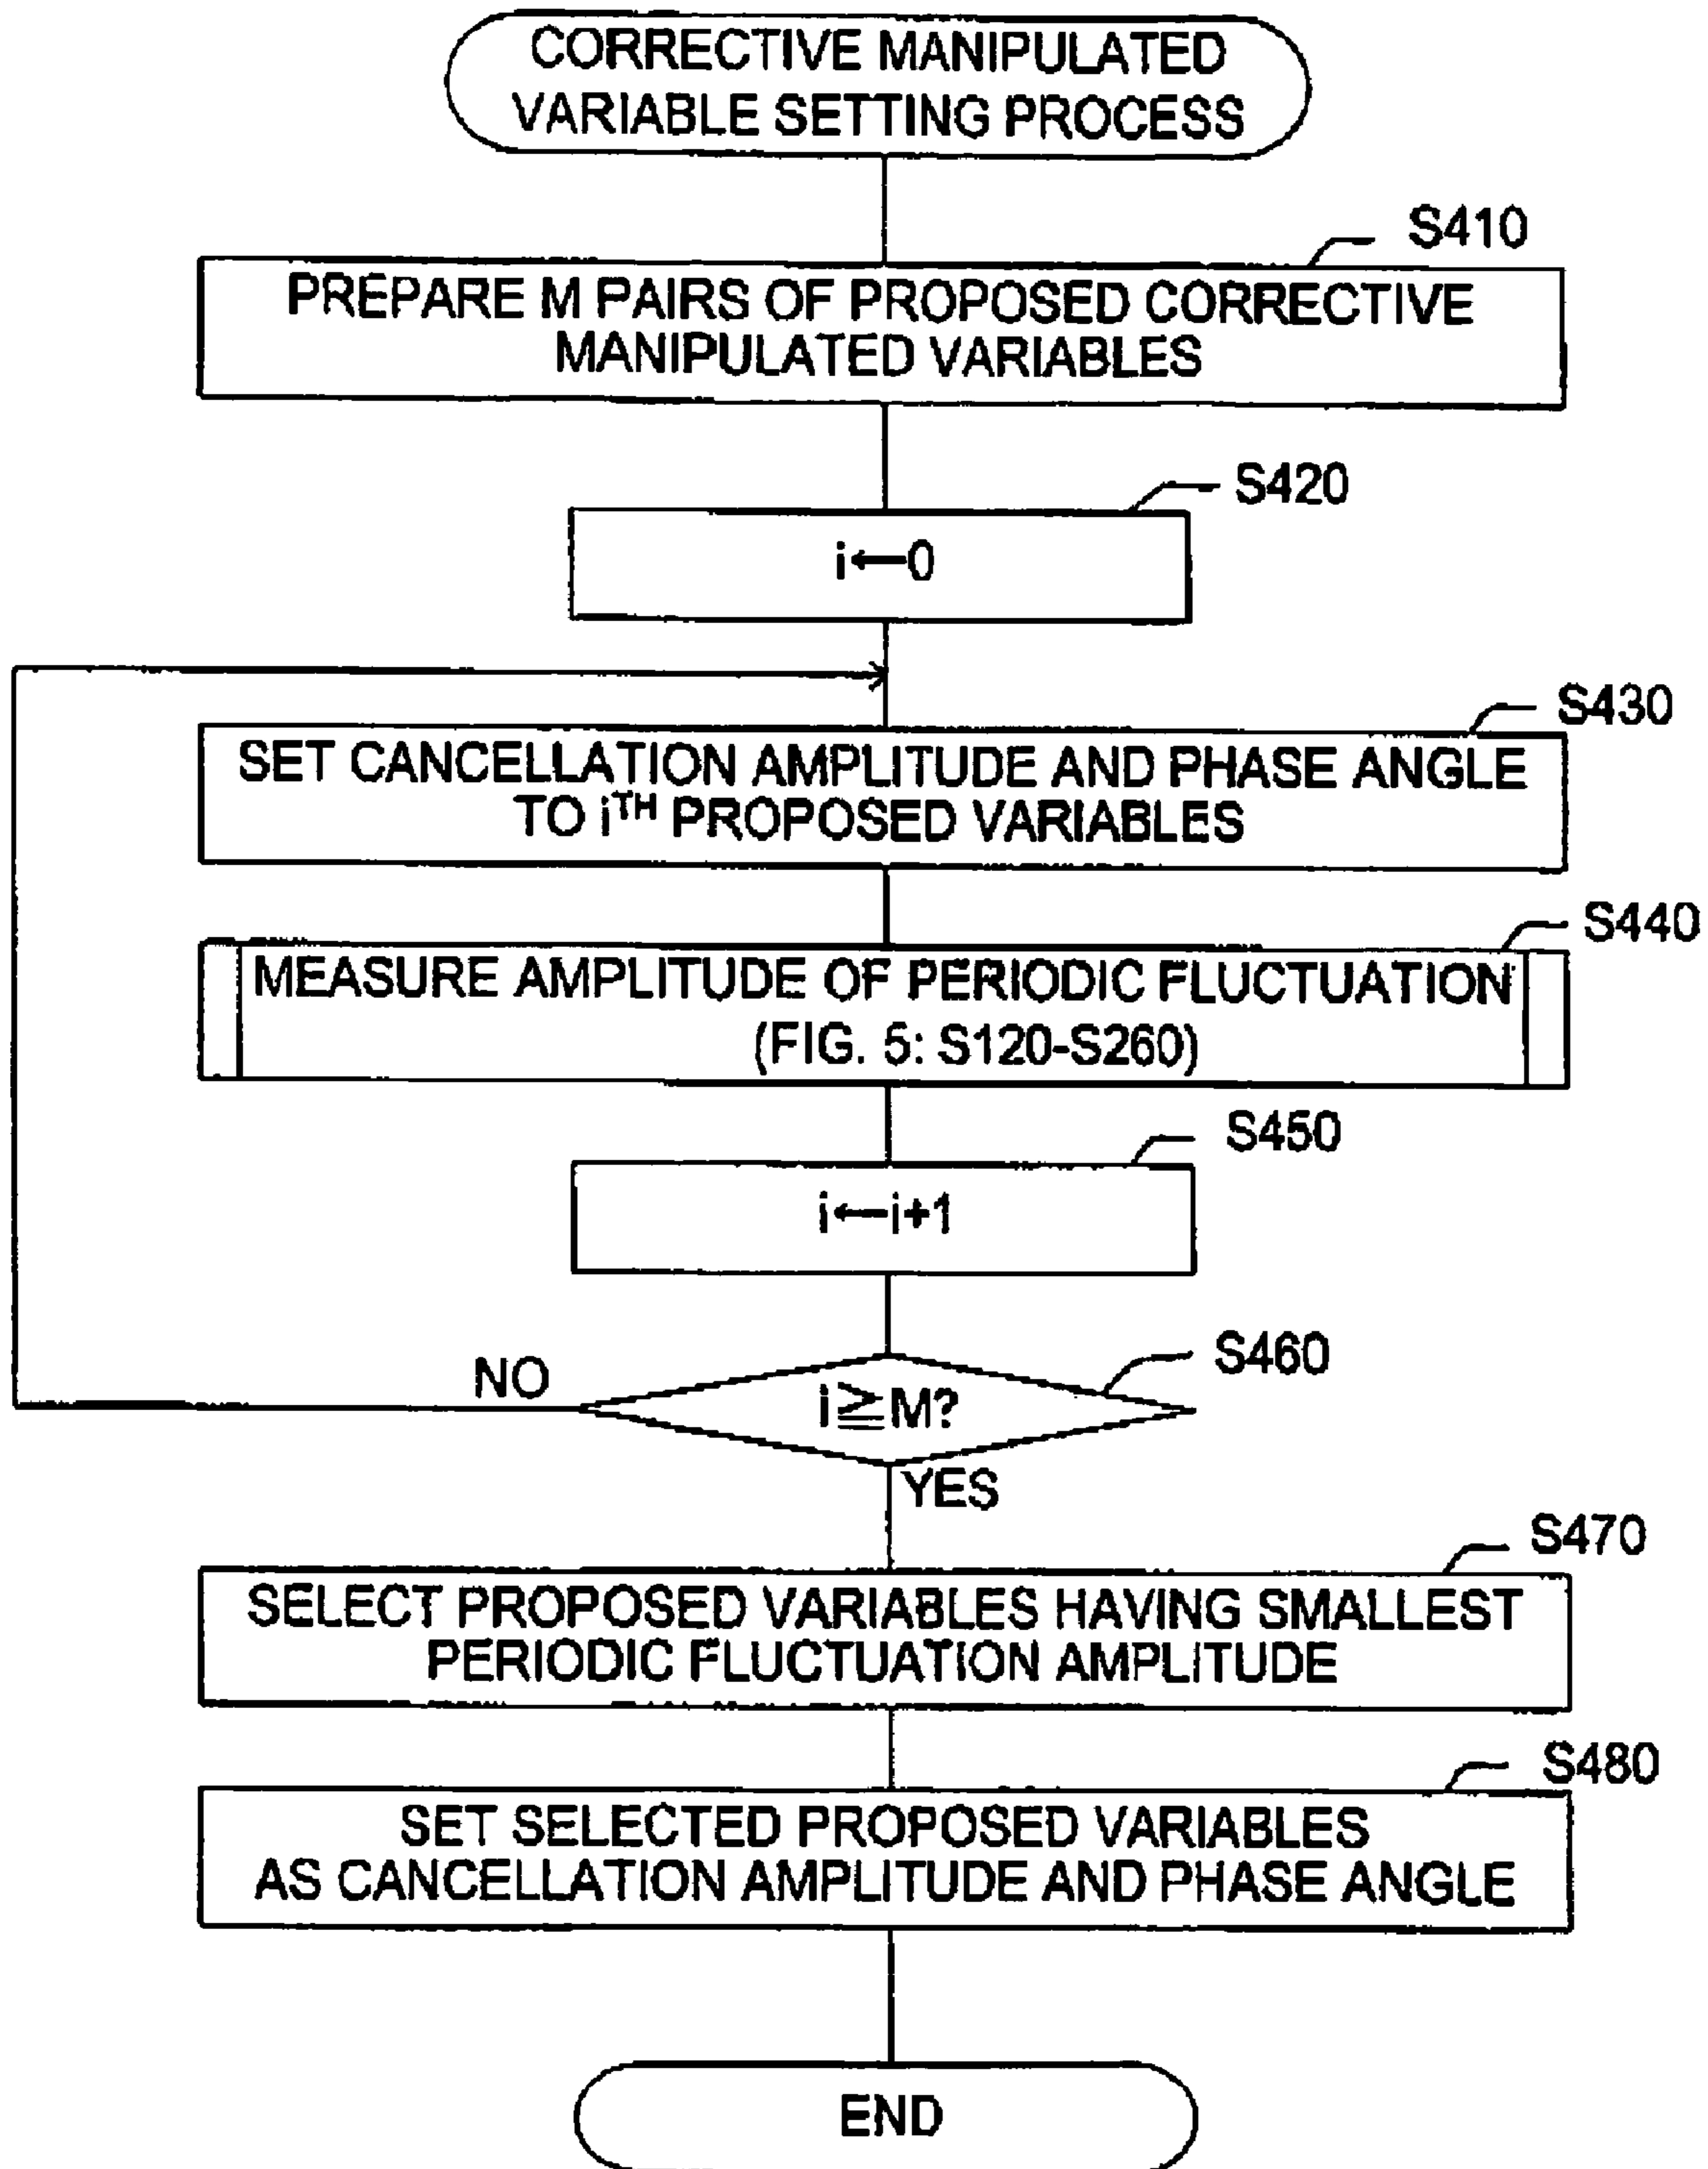 CORRECTIVE MANIPULATED
VARIABLE SETTING PROCESS
S410
PREPARE M PAIRS OF PROPOSED CORRECTIVE
MANIPULATED VARIABLES
S420
i←0
S430
SET CANCELLATION AMPLITUDE AND PHASE ANGLE
TO iTH PROPOSED VARIABLES
S440
MEASURE AMPLITUDE OF PERIODIC FLUCTUATION
(FIG. 5: S120-S260)
S450
i←i+1
S460
NO
i≧M?
YES
S470
SELECT PROPOSED VARIABLES HAVING SMALLEST
PERIODIC FLUCTUATION AMPLITUDE
S480
SET SELECTED PROPOSED VARIABLES
AS CANCELLATION AMPLITUDE AND PHASE ANGLE
END